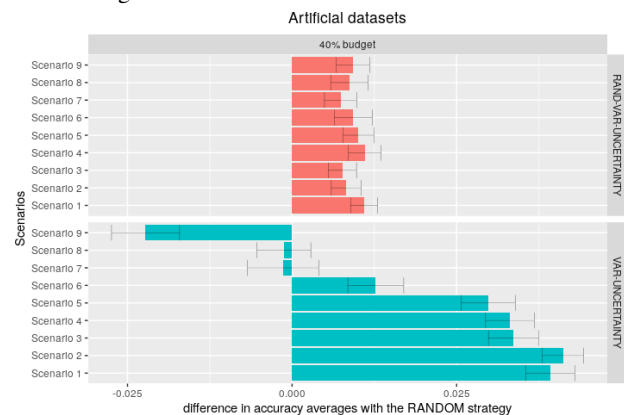 Artificial datasets
40% budget
Scenario 9
Scenario 8
Scenario 7
Scenario 6
Scenario 5
Scenario 4
Scenario 3
Scenario 2
Scenario 1
RAND-VAR-UNCERTAINTY
Scenarios
Scenario 9
Scenario 8
Scenario 7
Scenario 6
Scenario 5
Scenario 4
Scenario 3
Scenario 2
Scenario 1
VAR-UNCERTAINTY
-0.025 0.000 0.025
difference in accuracy averages with the RANDOM strategy